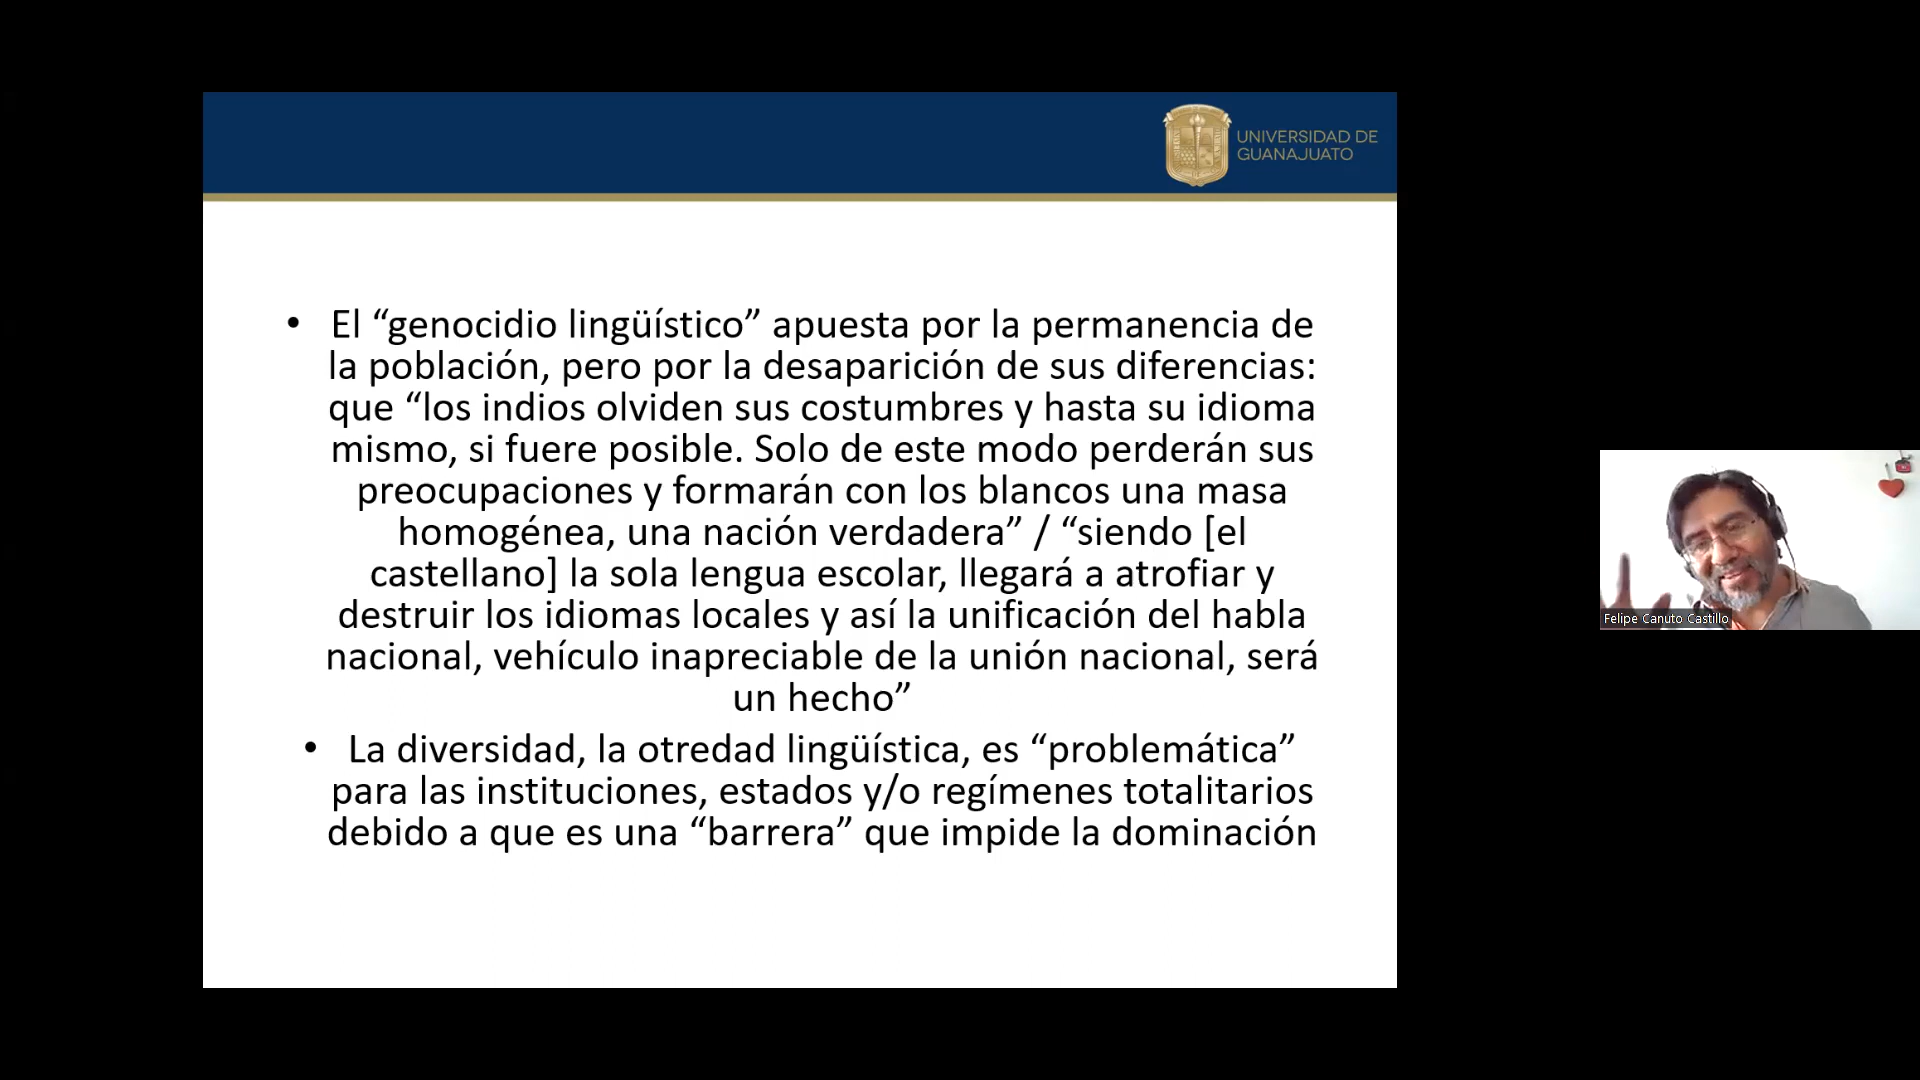 UNIVERSIDAD DE
GUANAJUATO
• El “genocidio lingüístico” apuesta por la permanencia de
la población, pero por la desaparición de sus diferencias:
que “los indios olviden sus costumbres y hasta su idioma
mismo, si fuere posible. Solo de este modo perderán sus
preocupaciones y formarán con los blancos una masa
homogénea, una nación verdadera” / “siendo [el
castellano] la sola lengua escolar, llegará a atrofiar y
destruir los idiomas locales y así la unificación del habla
nacional, vehículo inapreciable de la unión nacional, será
un hecho”
• La diversidad, la otredad lingüística, es “problemática”
para las instituciones, estados y/o regímenes totalitarios
debido a que es una “barrera” que impide la dominación
Felipe Canuto Castillo